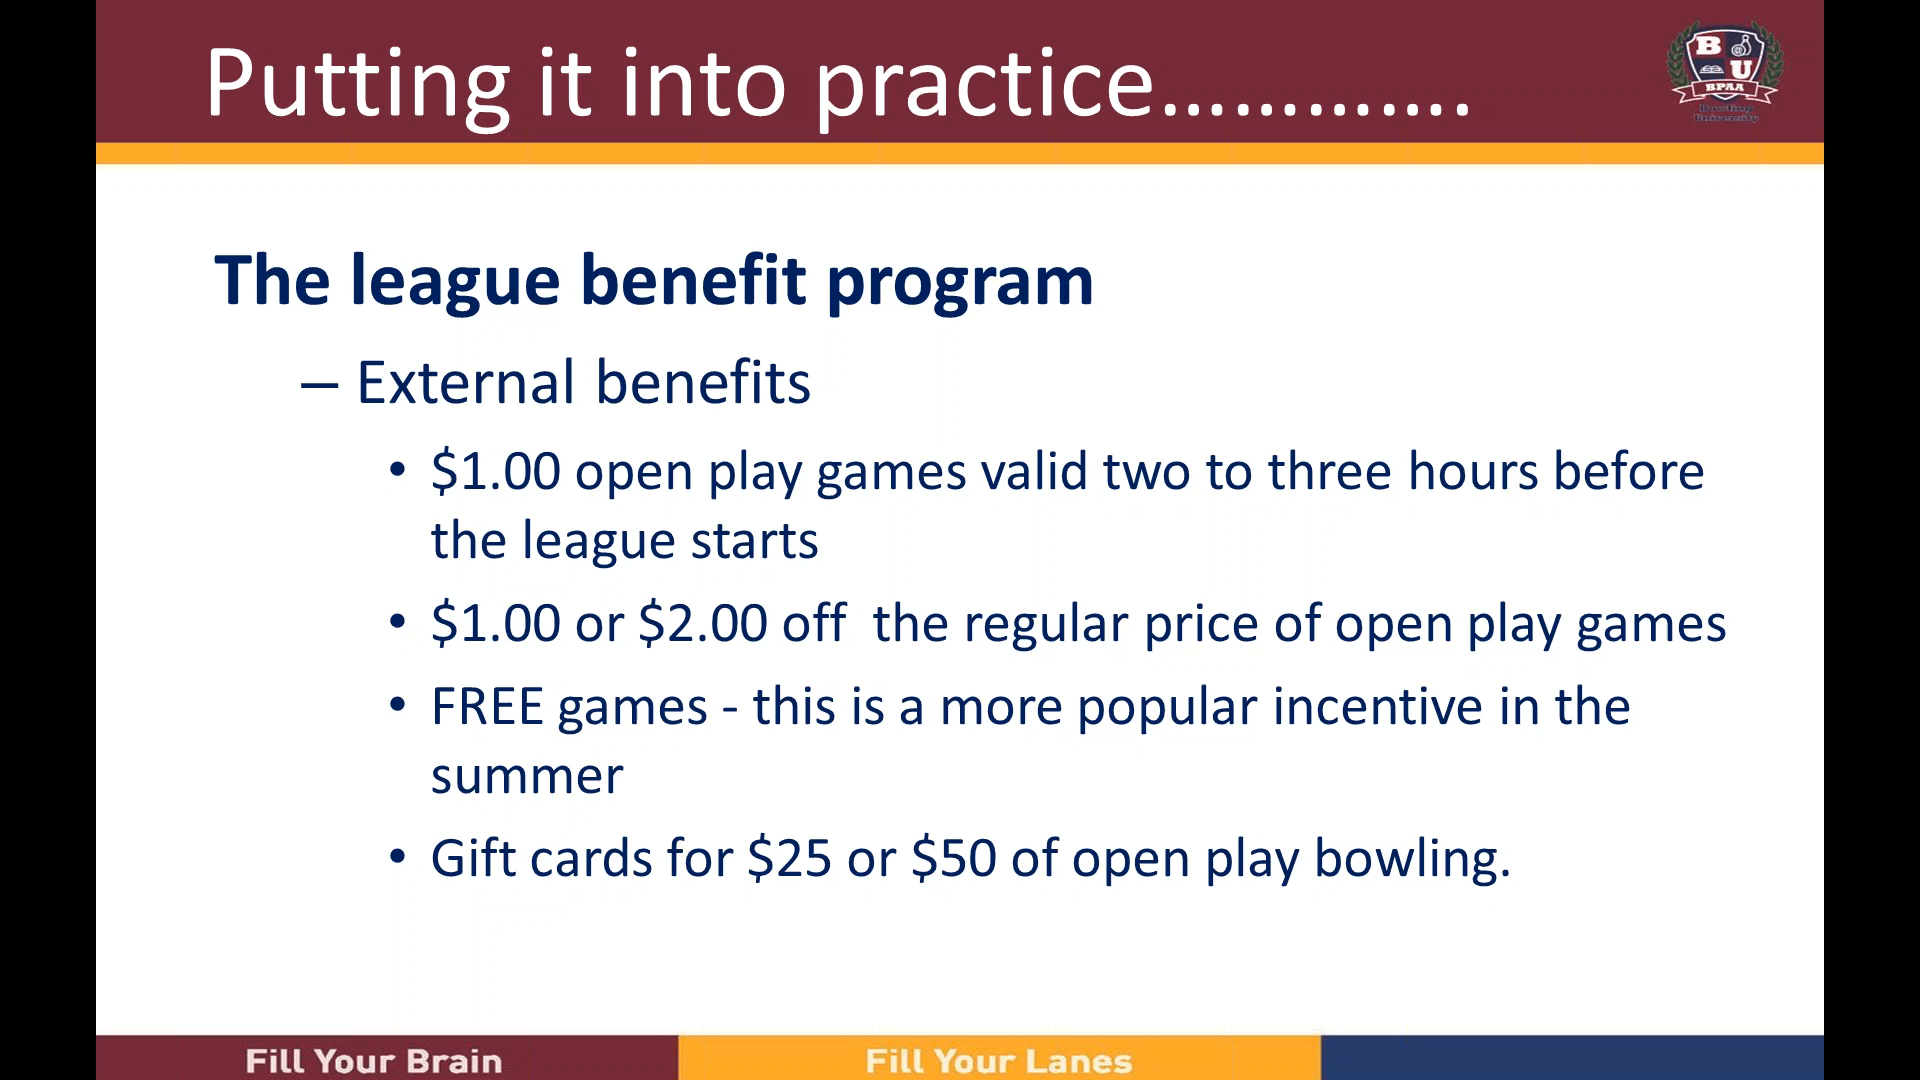 Putting it into practice.............
B
U
BPAA
Bowling
University
The league benefit program
– External benefits
• $1.00 open play games valid two to three hours before
the league starts
• $1.00 or $2.00 off  the regular price of open play games
• FREE games - this is a more popular incentive in the
summer
• Gift cards for $25 or $50 of open play bowling.
Fill Your Brain
Fill Your Lanes